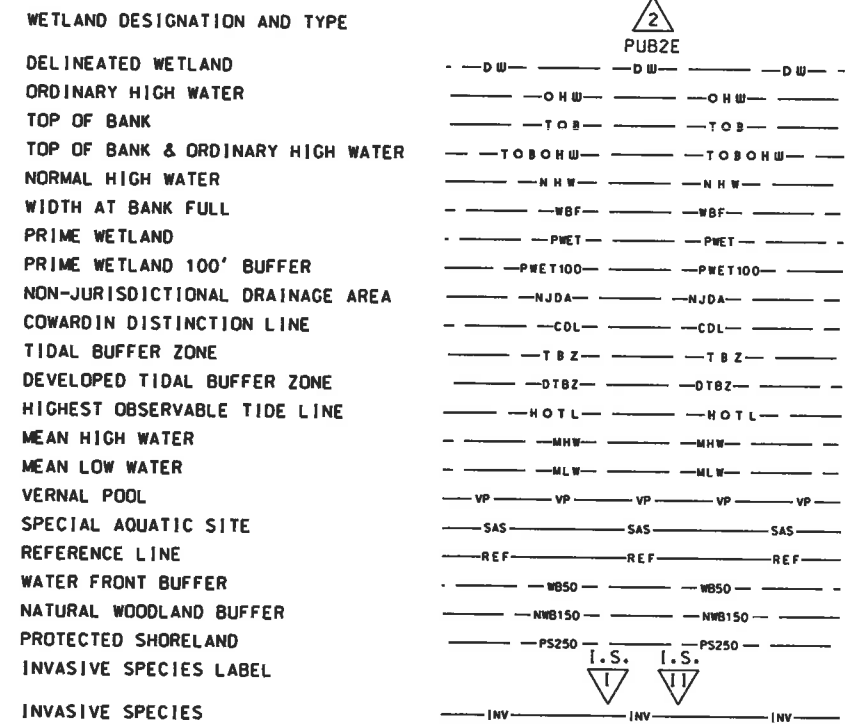 WETLAND DESIGNATION AND TYPE 2
PUB2E
DELINEATED WETLAND DW DW DW
ORDINARY HIGH WATER OHW OHW
TOP OF BANK TOB TOB
TOP OF BANK & ORDINARY HIGH WATER TOBOHW TOBOHW
NORMAL HIGH WATER NHW NHW
WIDTH AT BANK FULL WBF WBF
PRIME WETLAND PWET PWET
PRIME WETLAND 100' BUFFER PWET100 PWET100
NON-JURISDICTIONAL DRAINAGE AREA NJDA NJDA
COWARDIN DISTINCTION LINE CDL CDL
TIDAL BUFFER ZONE TBZ TBZ
DEVELOPED TIDAL BUFFER ZONE DTBZ DTBZ
HIGHEST OBSERVABLE TIDE LINE HOTL HOTL
MEAN HIGH WATER MHW MHW
MEAN LOW WATER MLW MLW
VERNAL POOL VP VP VP VP VP
SPECIAL AQUATIC SITE SAS SAS SAS
REFERENCE LINE REF REF REF
WATER FRONT BUFFER WB50 WB50
NATURAL WOODLAND BUFFER NWB150 NWB150
PROTECTED SHORELAND PS250 PS250
I.S. I.S.
INVASIVE SPECIES LABEL I II
INVASIVE SPECIES INV INV INV